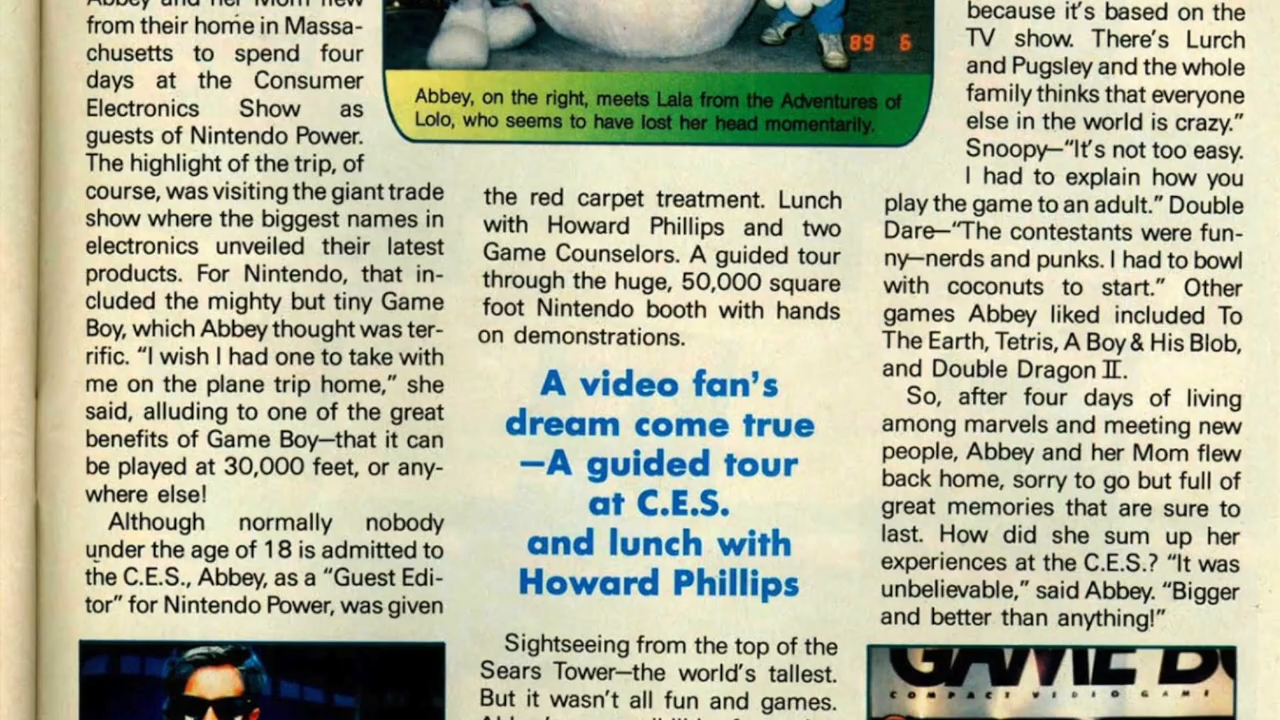 Abbey and her Mom flew
from their home in Massa-
chusetts to spend four
days at the Consumer
Electronics Show as
guests of Nintendo Power.
The highlight of the trip, of
course, was visiting the giant trade
show where the biggest names in
electronics unveiled their latest
products. For Nintendo, that in-
cluded the mighty but tiny Game
Boy, which Abbey thought was ter-
rific. “I wish I had one to take with
me on the plane trip home,” she
said, alluding to one of the great
benefits of Game Boy—that it can
be played at 30,000 feet, or any-
where else!
Although normally nobody
under the age of 18 is admitted to
the C.E.S., Abbey, as a “Guest Edi-
tor” for Nintendo Power, was given
89 6
Abbey, on the right, meets Lala from the Adventures of
Lolo, who seems to have lost her head momentarily.
the red carpet treatment. Lunch
with Howard Phillips and two
Game Counselors. A guided tour
through the huge, 50,000 square
foot Nintendo booth with hands
on demonstrations.
A video fan's
dream come true
—A guided tour
at C.E.S.
and lunch with
Howard Phillips
Sightseeing from the top of the
Sears Tower—the world's tallest.
But it wasn't all fun and games.
because it's based on the
TV show. There's Lurch
and Pugsley and the whole
family thinks that everyone
else in the world is crazy.”
Snoopy—“It's not too easy.
I had to explain how you
play the game to an adult.” Double
Dare—“The contestants were fun-
ny—nerds and punks. I had to bowl
with coconuts to start.” Other
games Abbey liked included To
The Earth, Tetris, A Boy & His Blob,
and Double Dragon II.
So, after four days of living
among marvels and meeting new
people, Abbey and her Mom flew
back home, sorry to go but full of
great memories that are sure to
last. How did she sum up her
experiences at the C.E.S.? “It was
unbelievable,” said Abbey. “Bigger
and better than anything!”
GAME BO
COMPACT VIDEO GAME